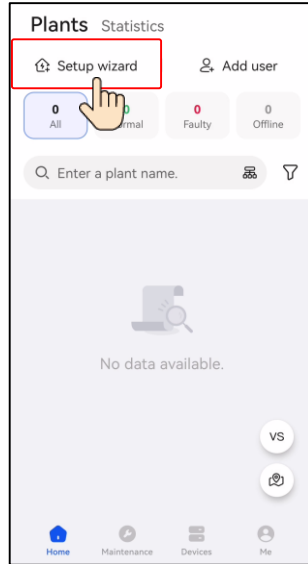 Plants Statistics
Setup wizard Add user
0 0 0 0
All Faulty Offline
Enter a plant name.
No data available.
VS
Home Maintenance Devices Me